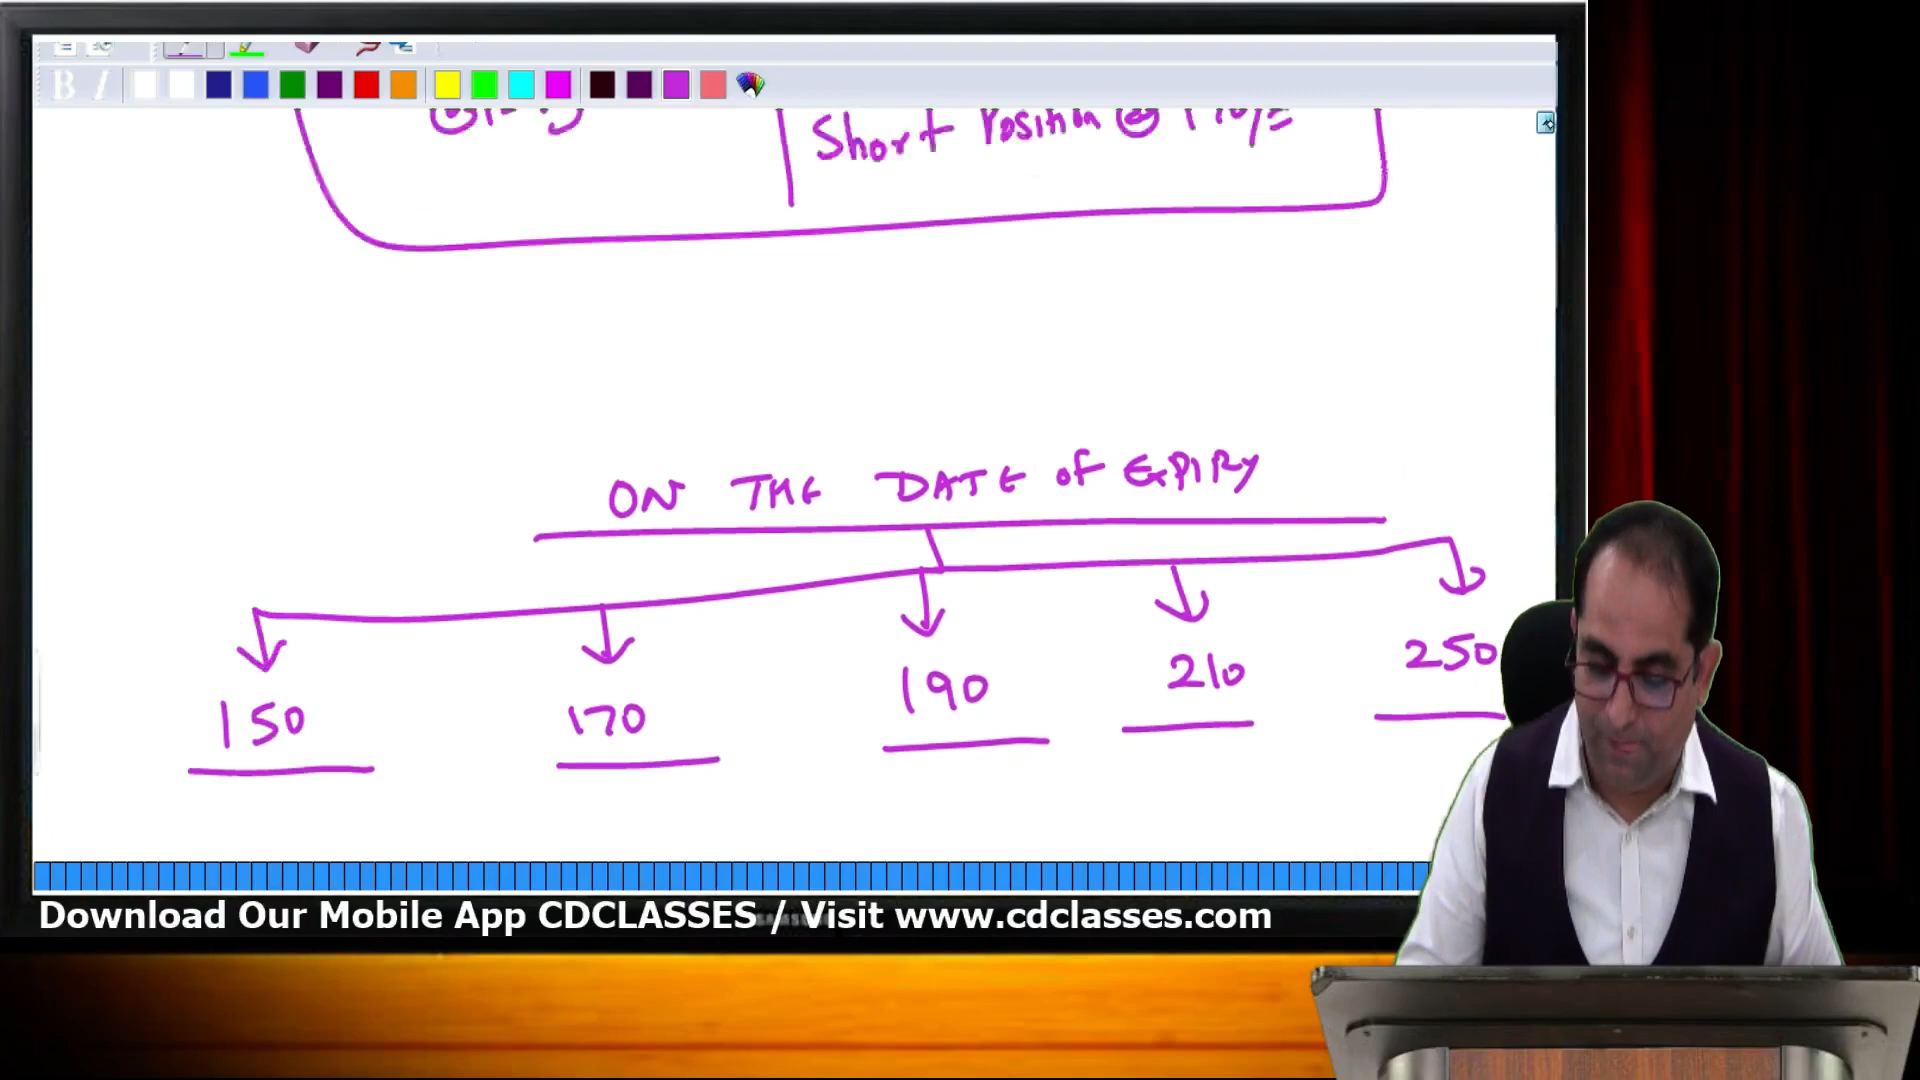 B I
Short Position @
ON THE DATE OF EXPIRY
150 170 190 210 250
Download Our Mobile App CDCLASSES / Visit www.cdclasses.com